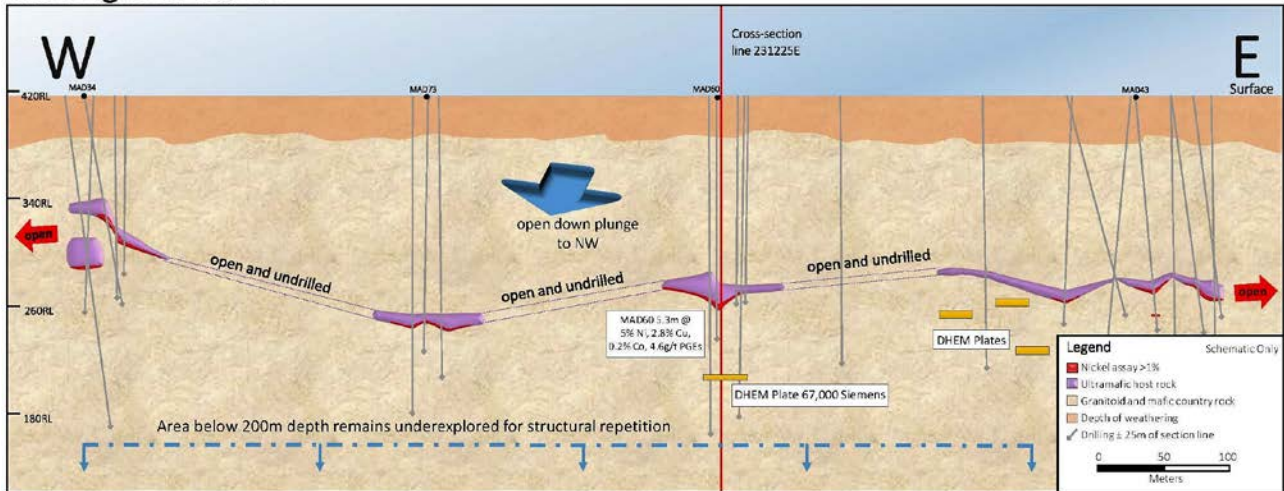 W
E
Cross-section
line 231225E
MAD34
MAD73
MAD60
MAD43
Surface
420RL
340RL
260RL
180RL
open
open down plunge
to NW
open and undrilled
open and undrilled
open and undrilled
open
MAD60 5.3m @
5% Ni, 2.8% Cu,
0.2% Co, 4.6g/t PGEs
DHEM Plates
DHEM Plate 67,000 Siemens
Area below 200m depth remains underexplored for structural repetition
Legend
Schematic Only
Nickel assay >1%
Ultramafic host rock
Granitoid and mafic country rock
Depth of weathering
Drilling ± 25m of section line
0 50 100
Meters